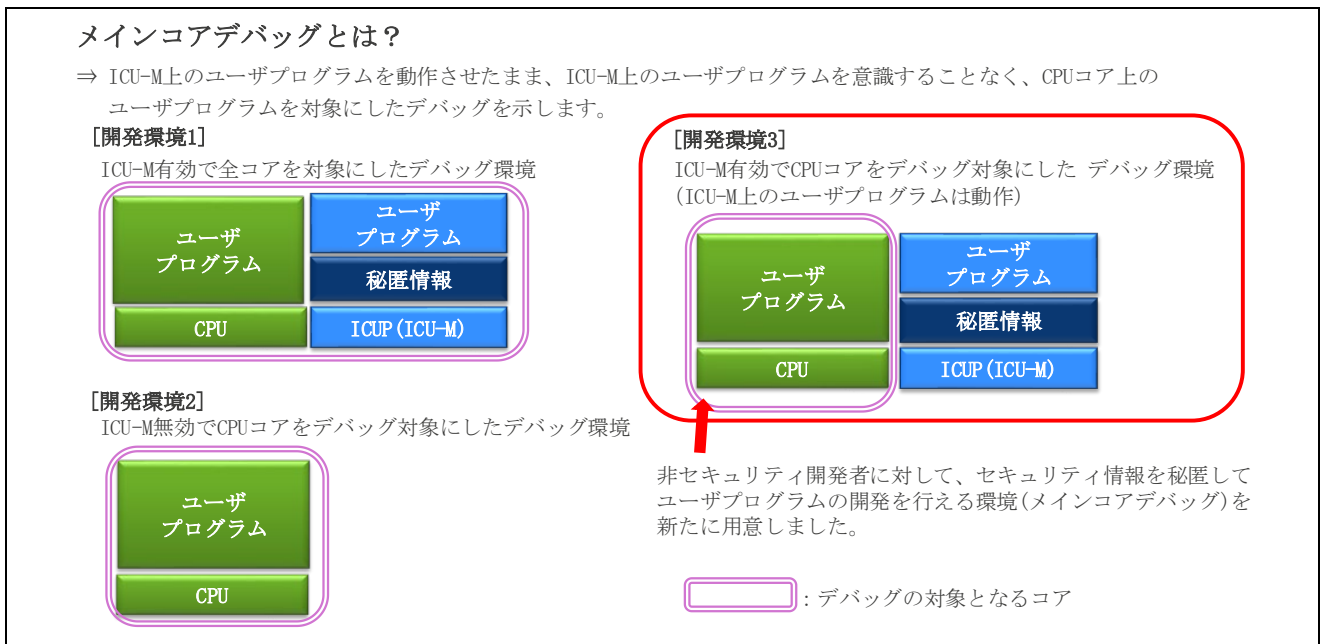 メインコアデバッグとは？
⇒ ICU-M上のユーザプログラムを動作させたまま、ICU-M上のユーザプログラムを意識することなく、CPUコア上の
ユーザプログラムを対象にしたデバッグを示します。
[開発環境1]
ICU-M有効で全コアを対象にしたデバッグ環境
ユーザ
プログラム
CPU
ユーザ
プログラム
秘匿情報
ICUP(ICU-M)
[開発環境2]
ICU-M無効でCPUコアをデバッグ対象にしたデバッグ環境
ユーザ
プログラム
CPU
[開発環境3]
ICU-M有効でCPUコアをデバッグ対象にした デバッグ環境
(ICU-M上のユーザプログラムは動作)
ユーザ
プログラム
CPU
ユーザ
プログラム
秘匿情報
ICUP(ICU-M)
非セキュリティ開発者に対して、セキュリティ情報を秘匿して
ユーザプログラムの開発を行える環境(メインコアデバッグ)を
新たに用意しました。
：デバッグの対象となるコア